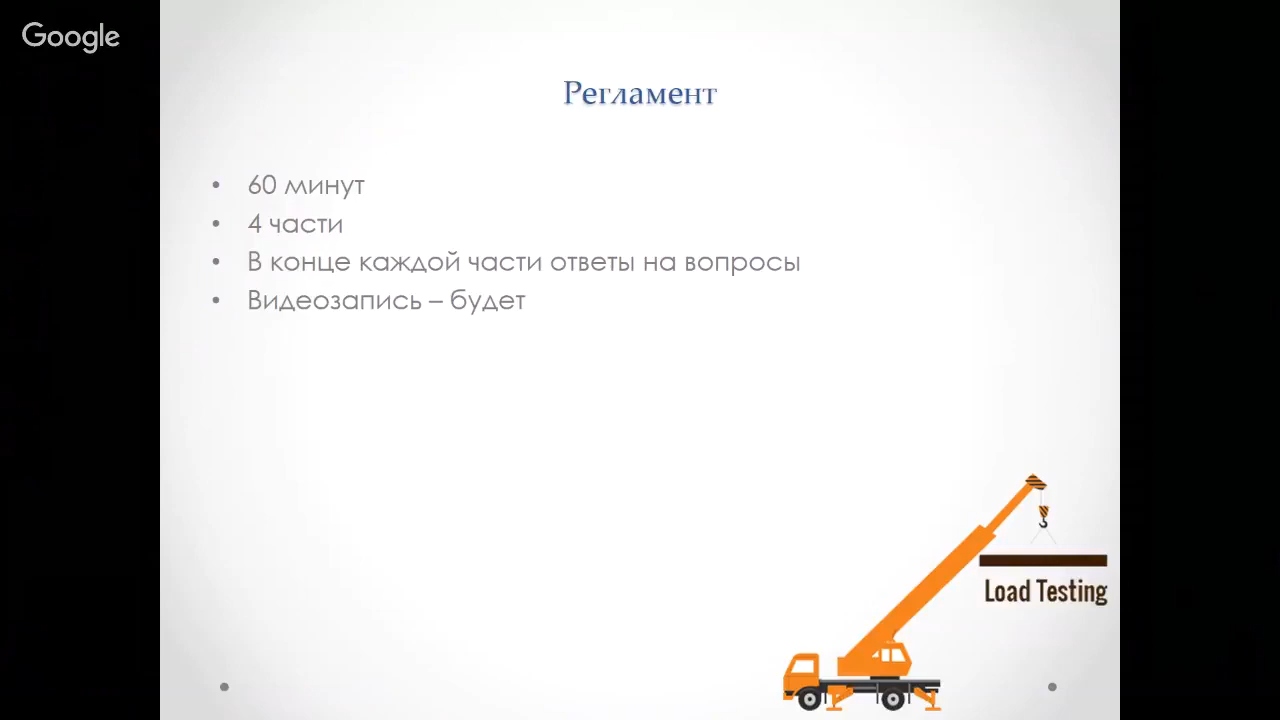 Google
Регламент
• 60 минут
• 4 части
• В конце каждой части ответы на вопросы
• Видеозапись – будет
Load Testing